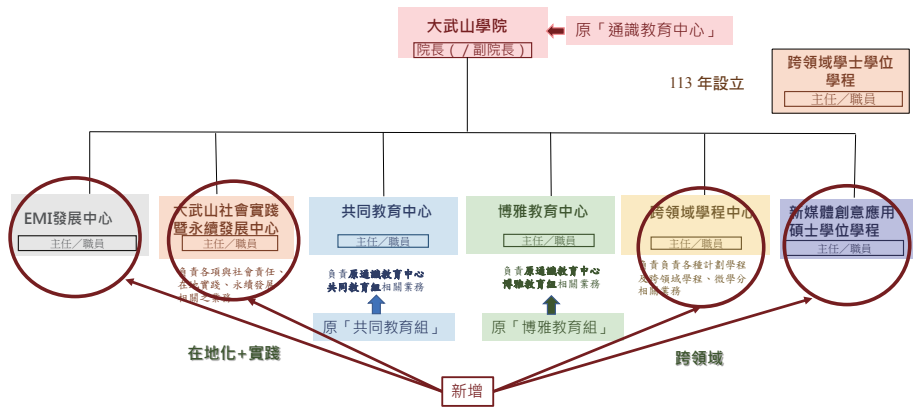 大武山學院
院長（／副院長）
原「通識教育中心」
跨領域學士學位
學程
主任／職員
113 年設立
EMI發展中心
主任／職員
大武山社會實踐
暨永續發展中心
主任／職員
負責各項與社會責任、
在地實踐、永續發展
相關之業務
共同教育中心
主任／職員
負責原通識教育中心
共同教育組相關業務
原「共同教育組」
博雅教育中心
主任／職員
負責原通識教育中心
博雅教育組相關業務
原「博雅教育組」
跨領域學程中心
主任／職員
負責負責各種計劃學程
及跨領域學程、微學分
相關業務
新媒體創意應用
碩士學位學程
主任／職員
在地化+實踐
跨領域
新增